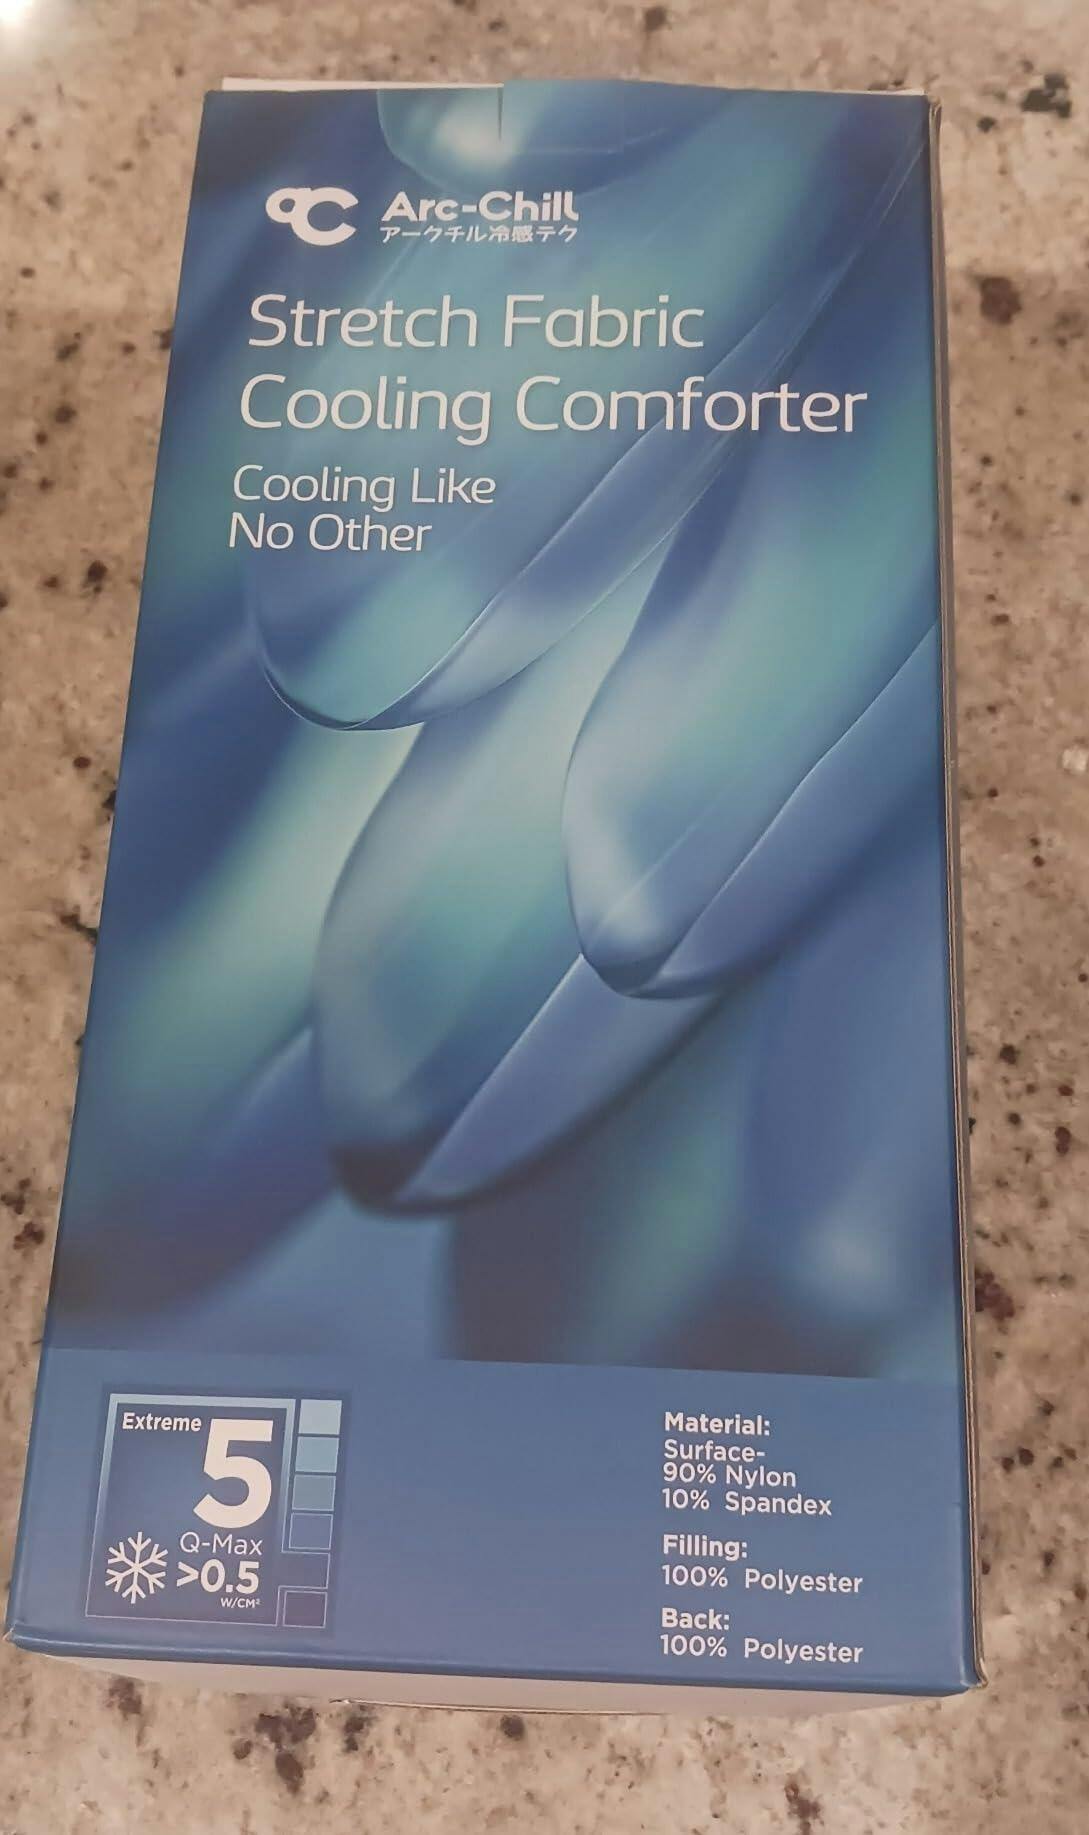 Arc-Chill
アークチル冷感テク
Stretch Fabric
Cooling Comforter
Cooling Like
No Other
Extreme
5
Q-Max
>0.5
W/CM²
Material:
Surface-
90% Nylon
10% Spandex
Filling:
100% Polyester
Back:
100% Polyester